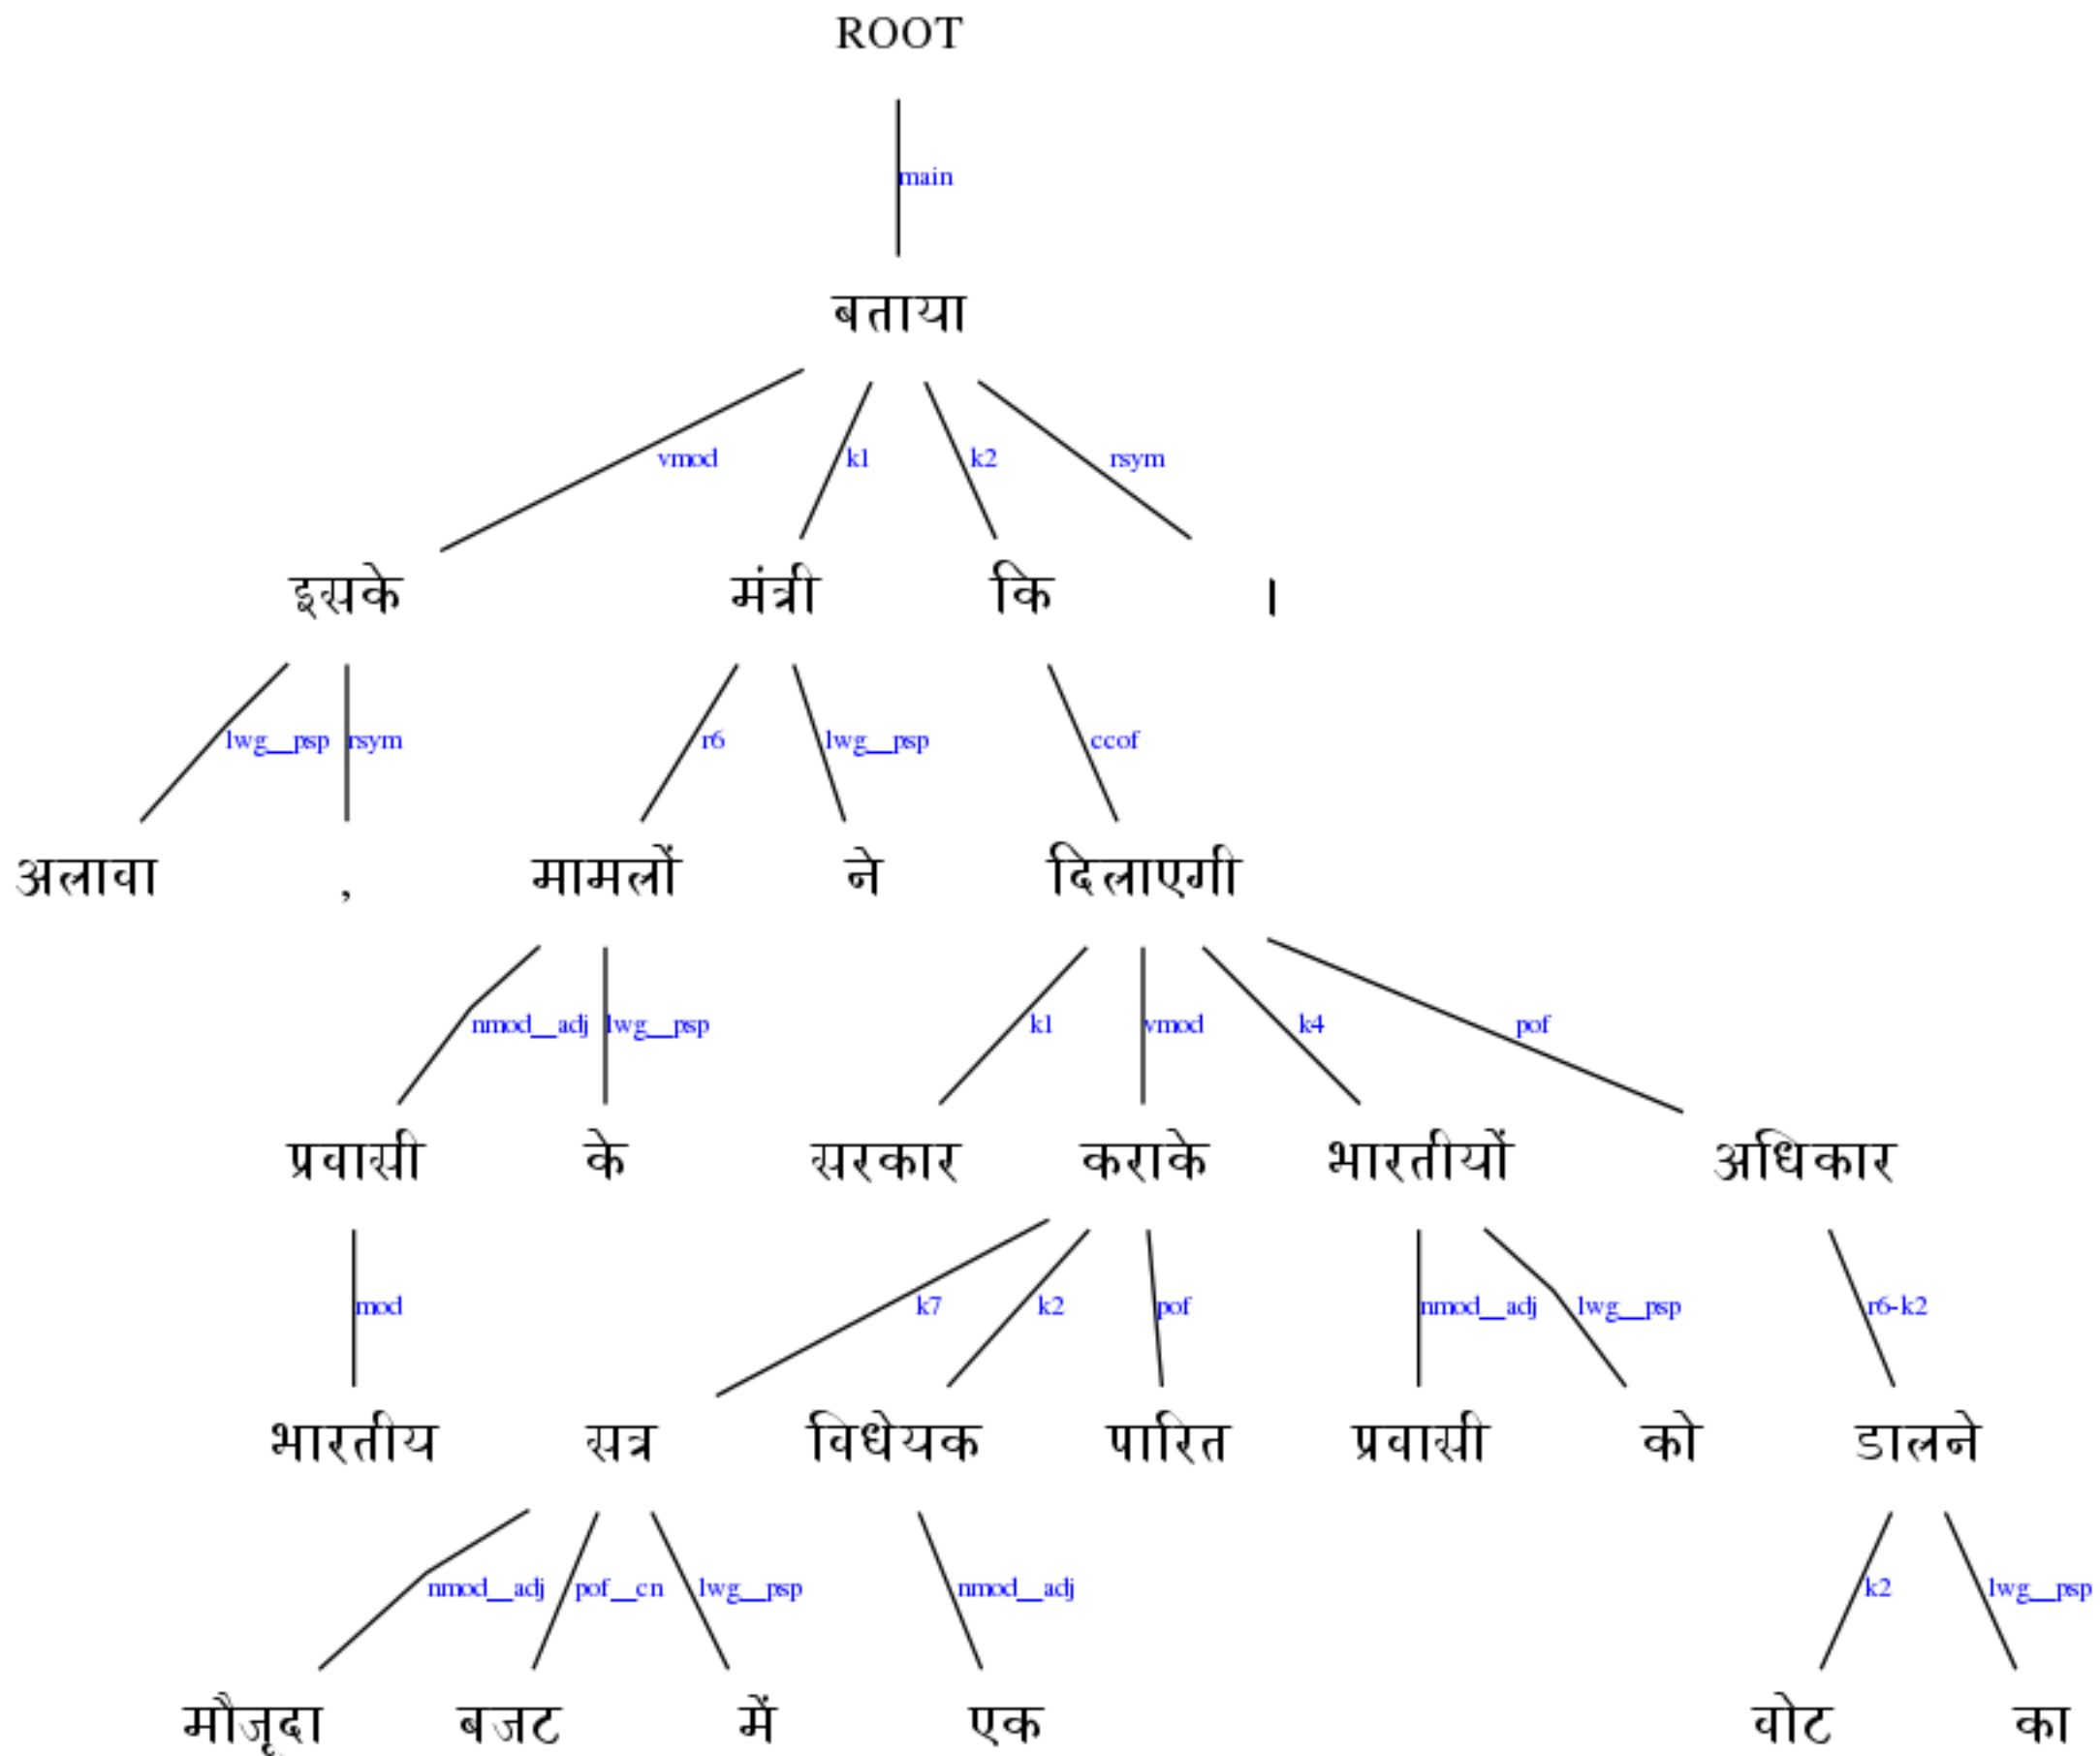 ROOT
main
बताया
vmod k1 k2 rsym
इसके मंत्री कि ।
lwg__psp rsym r6 lwg__psp ccof
अलावा , मामलों ने दिलाएगी
nmod__adj lwg__psp k1 vmod k4 pof
प्रवासी के सरकार कराके भारतीयों अधिकार
mod k7 k2 pof nmod__adj lwg__psp r6-k2
भारतीय सत्र विधेयक पारित प्रवासी को डालने
nmod__adj pof__cn lwg__psp nmod__adj k2 lwg__psp
मौजूदा बजट में एक वोट का